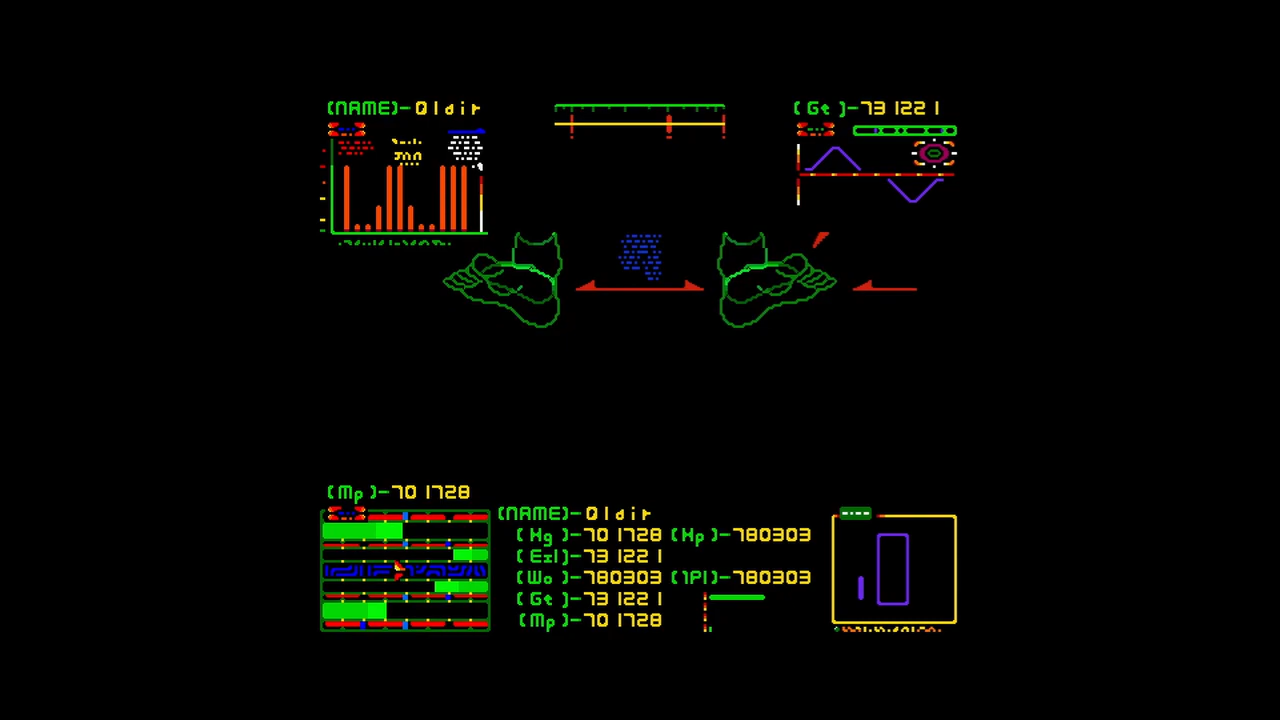 (NAME)-Qldir
(Gt )-73 122 1
(Mp )-70 1728
(NAME)-Qldir
(Hg )-70 1728 (Hp )-780303
(Exl)-73 122 1
(Wo )-780303 (1Pl)-780303
(Gt )-73 122 1
(Mp )-70 1728